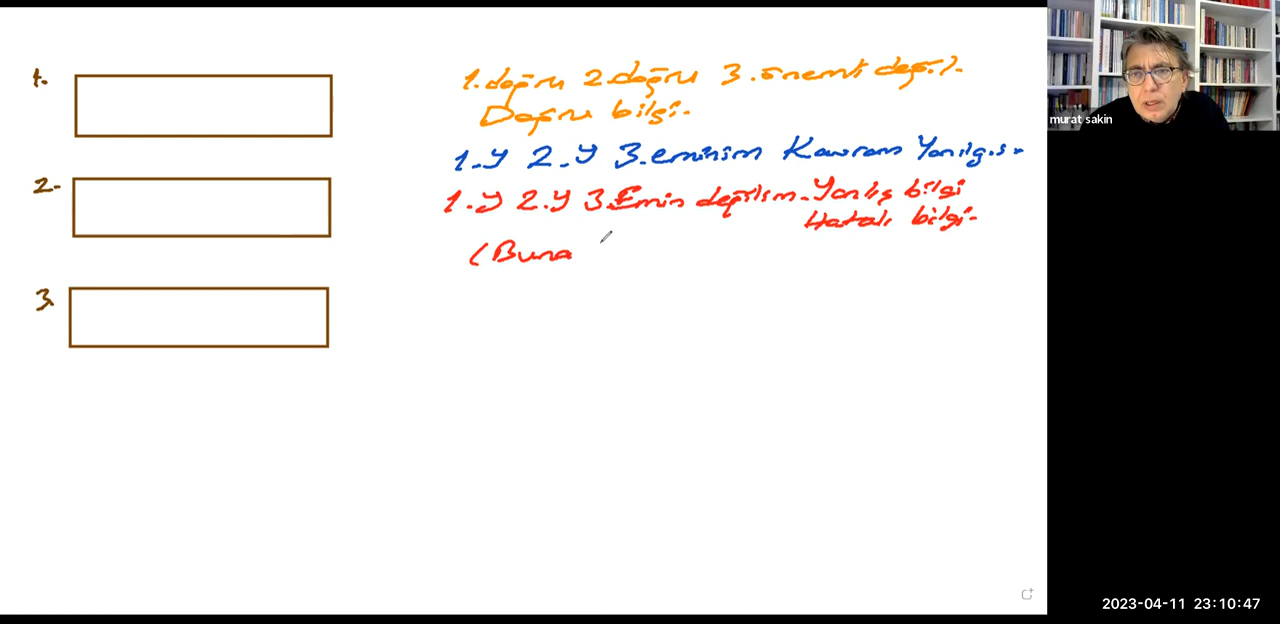 1.
2-
3
1.doğru 2.doğru 3.önemli değil.
Doğru bilgi.
1.y 2.y 3.eminim Kavram Yanılgısı.
1.y 2.y 3.Emin değilim. Yanlış bilgi
Hatalı bilgi.
(Buna
murat sakin
2023-04-11 23:10:47